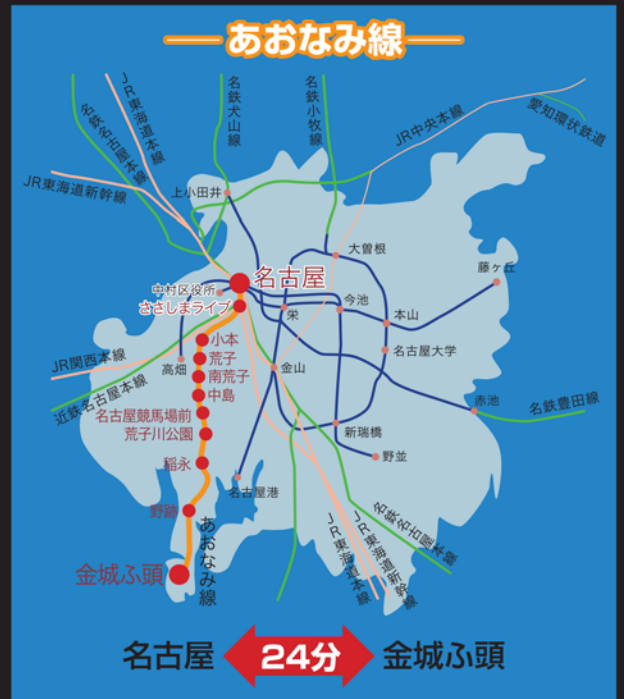 あおなみ線
名鉄名古屋本線
JR東海道本線
名鉄犬山線
名鉄小牧線
JR中央本線
愛知環状鉄道
JR東海道新幹線
上小田井
大曽根
藤ヶ丘
名古屋
中村区役所
ささしまライブ
栄
今池
本山
小本
荒子
名古屋大学
JR関西本線
高畑
南荒子
金山
近鉄名古屋本線
中島
赤池
名鉄豊田線
名古屋競馬場前
荒子川公園
新瑞橋
稲永
野並
名古屋港
野跡
あおなみ線
JR東海道本線
JR東海道新幹線
名鉄名古屋本線
金城ふ頭
名古屋 24分 金城ふ頭